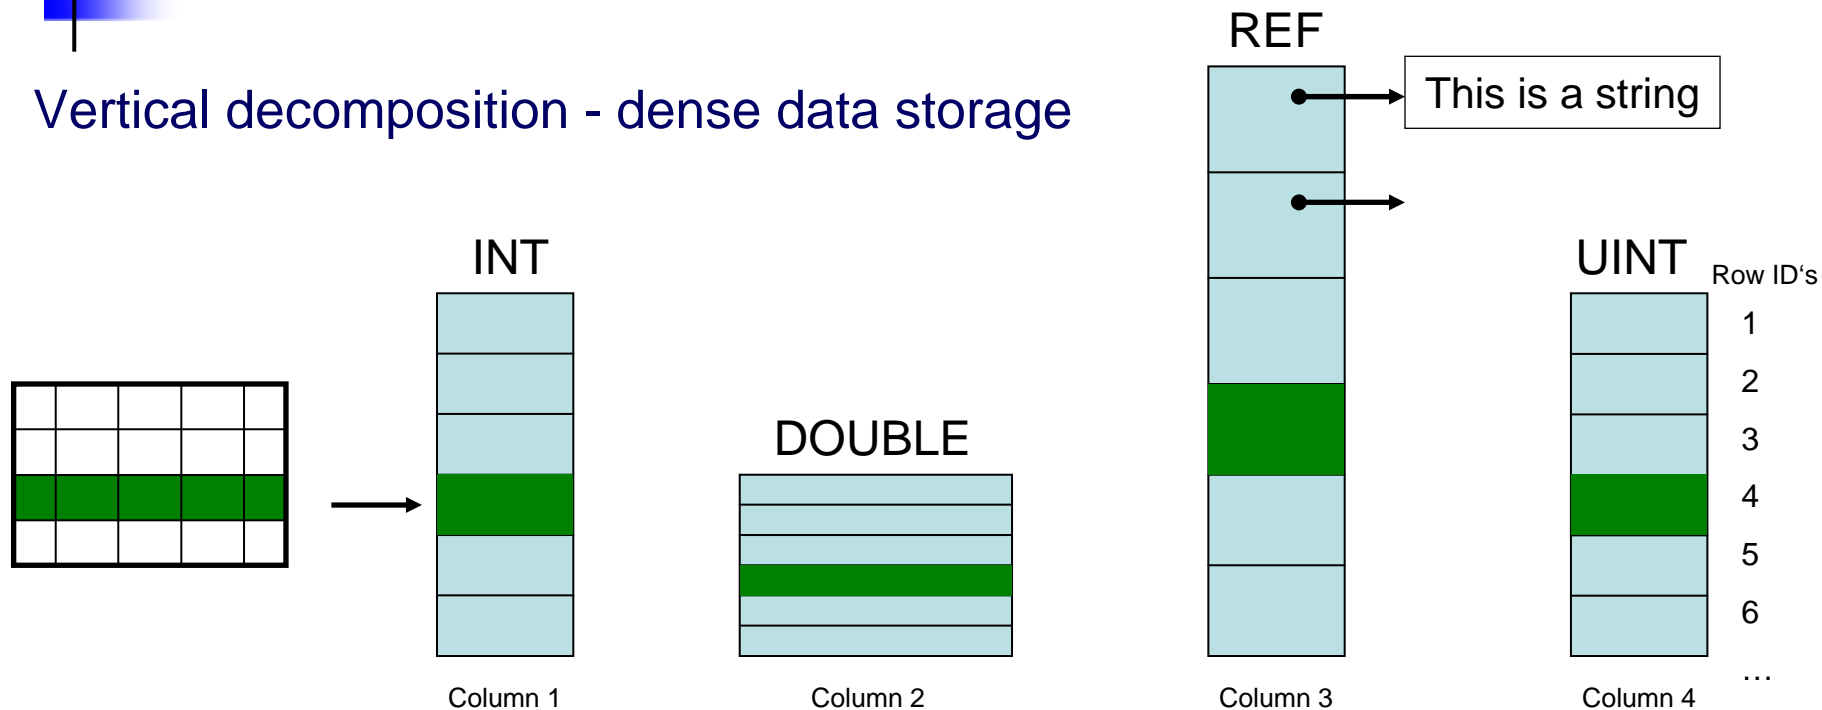 REF
This is a string
Vertical decomposition - dense data storage
INT
UINT
Row ID‘s
1
2
DOUBLE
3
4
5
6
…
Column 1
Column 2
Column 3
Column 4